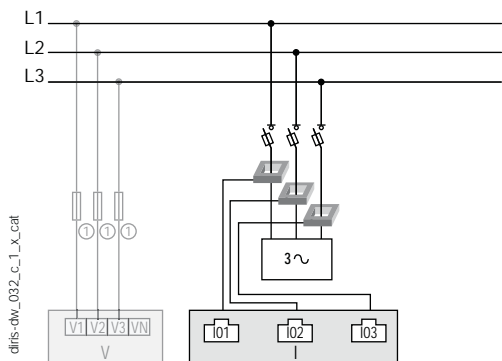 L1
L2
L3
1 1 1
3∿
V1 V2 V3 VN
V
I01 I02 I03
I
diris-dw_032_c_1_x_cat